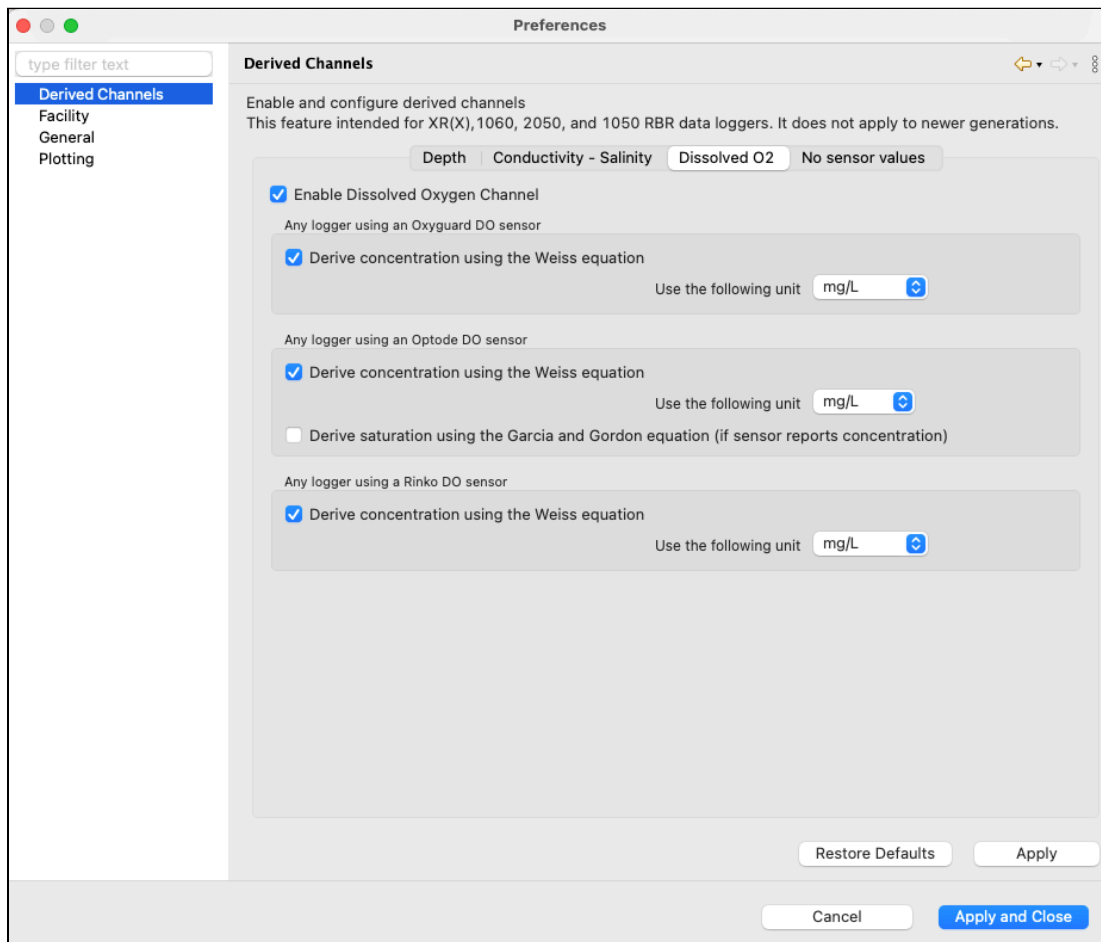 Preferences
type filter text
Derived Channels
Facility
General
Plotting
Derived Channels
Enable and configure derived channels
This feature intended for XR(X),1060, 2050, and 1050 RBR data loggers. It does not apply to newer generations.
Depth Conductivity - Salinity Dissolved O2 No sensor values
Enable Dissolved Oxygen Channel
Any logger using an Oxyguard DO sensor
Derive concentration using the Weiss equation
Use the following unit mg/L
Any logger using an Optode DO sensor
Derive concentration using the Weiss equation
Use the following unit mg/L
Derive saturation using the Garcia and Gordon equation (if sensor reports concentration)
Any logger using a Rinko DO sensor
Derive concentration using the Weiss equation
Use the following unit mg/L
Restore Defaults Apply
Cancel Apply and Close